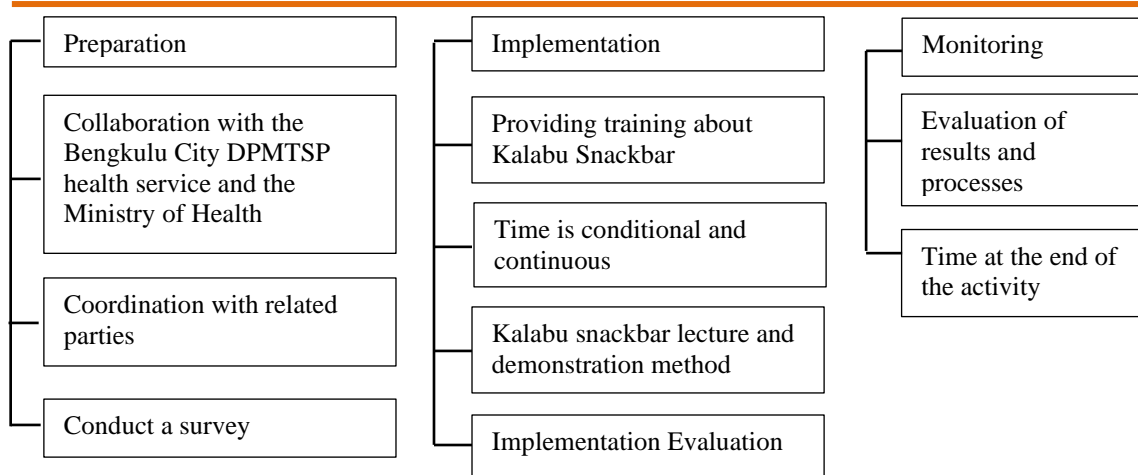 Preparation
Collaboration with the
Bengkulu City DPMTSP
health service and the
Ministry of Health
Coordination with related
parties
Conduct a survey
Implementation
Providing training about
Kalabu Snackbar
Time is conditional and
continuous
Kalabu snackbar lecture and
demonstration method
Implementation Evaluation
Monitoring
Evaluation of
results and
processes
Time at the end of
the activity